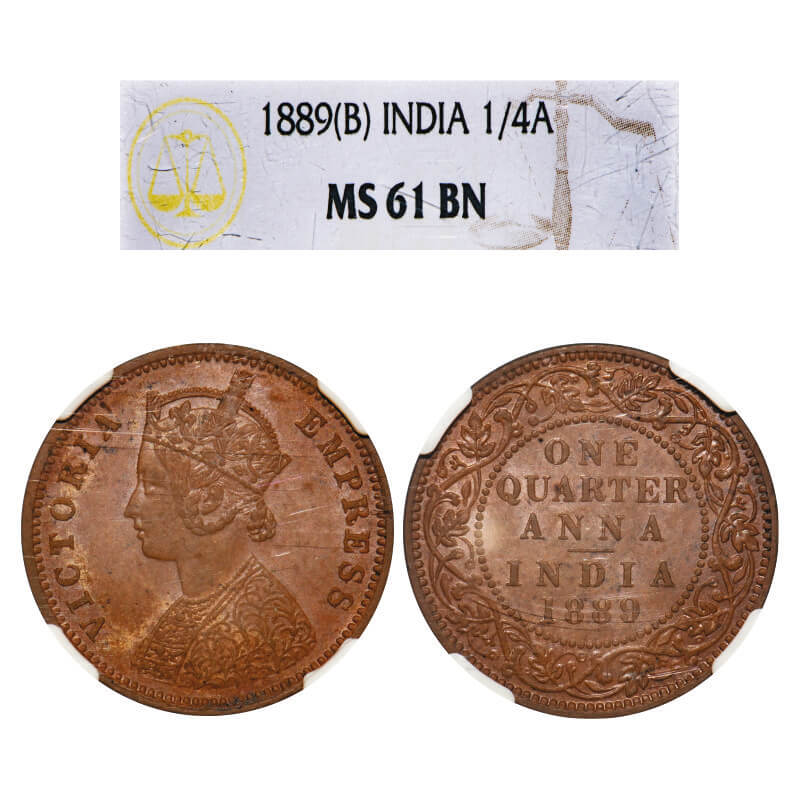 1889(B) INDIA 1/4A
MS 61 BN
VICTORIA EMPRESS
ONE
QUARTER
ANNA
INDIA
1889